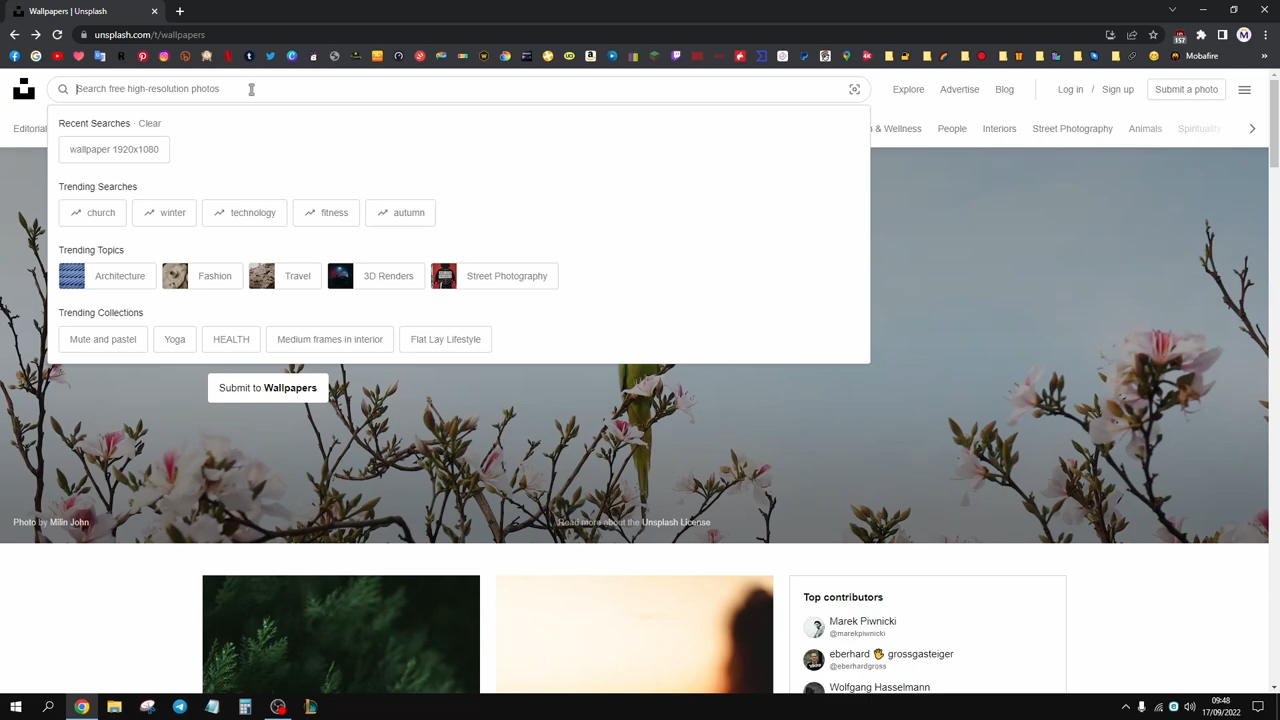 Wallpapers | Unsplash
unsplash.com/t/wallpapers
157
M
Mobafire
Search free high-resolution photos
Explore
Advertise
Blog
Log in / Sign up
Submit a photo
Editorial
& Wellness
People
Interiors
Street Photography
Animals
Spirituality
Recent Searches · Clear
wallpaper 1920x1080
Trending Searches
church
winter
technology
fitness
autumn
Trending Topics
Architecture
Fashion
Travel
3D Renders
Street Photography
Trending Collections
Mute and pastel
Yoga
HEALTH
Medium frames in interior
Flat Lay Lifestyle
Submit to Wallpapers
Photo by Milin John
Read more about the Unsplash License
Top contributors
Marek Piwnicki
@marekpiwnicki
eberhard 🖐 grossgasteiger
@eberhardgross
Wolfgang Hasselmann
09:48
17/09/2022